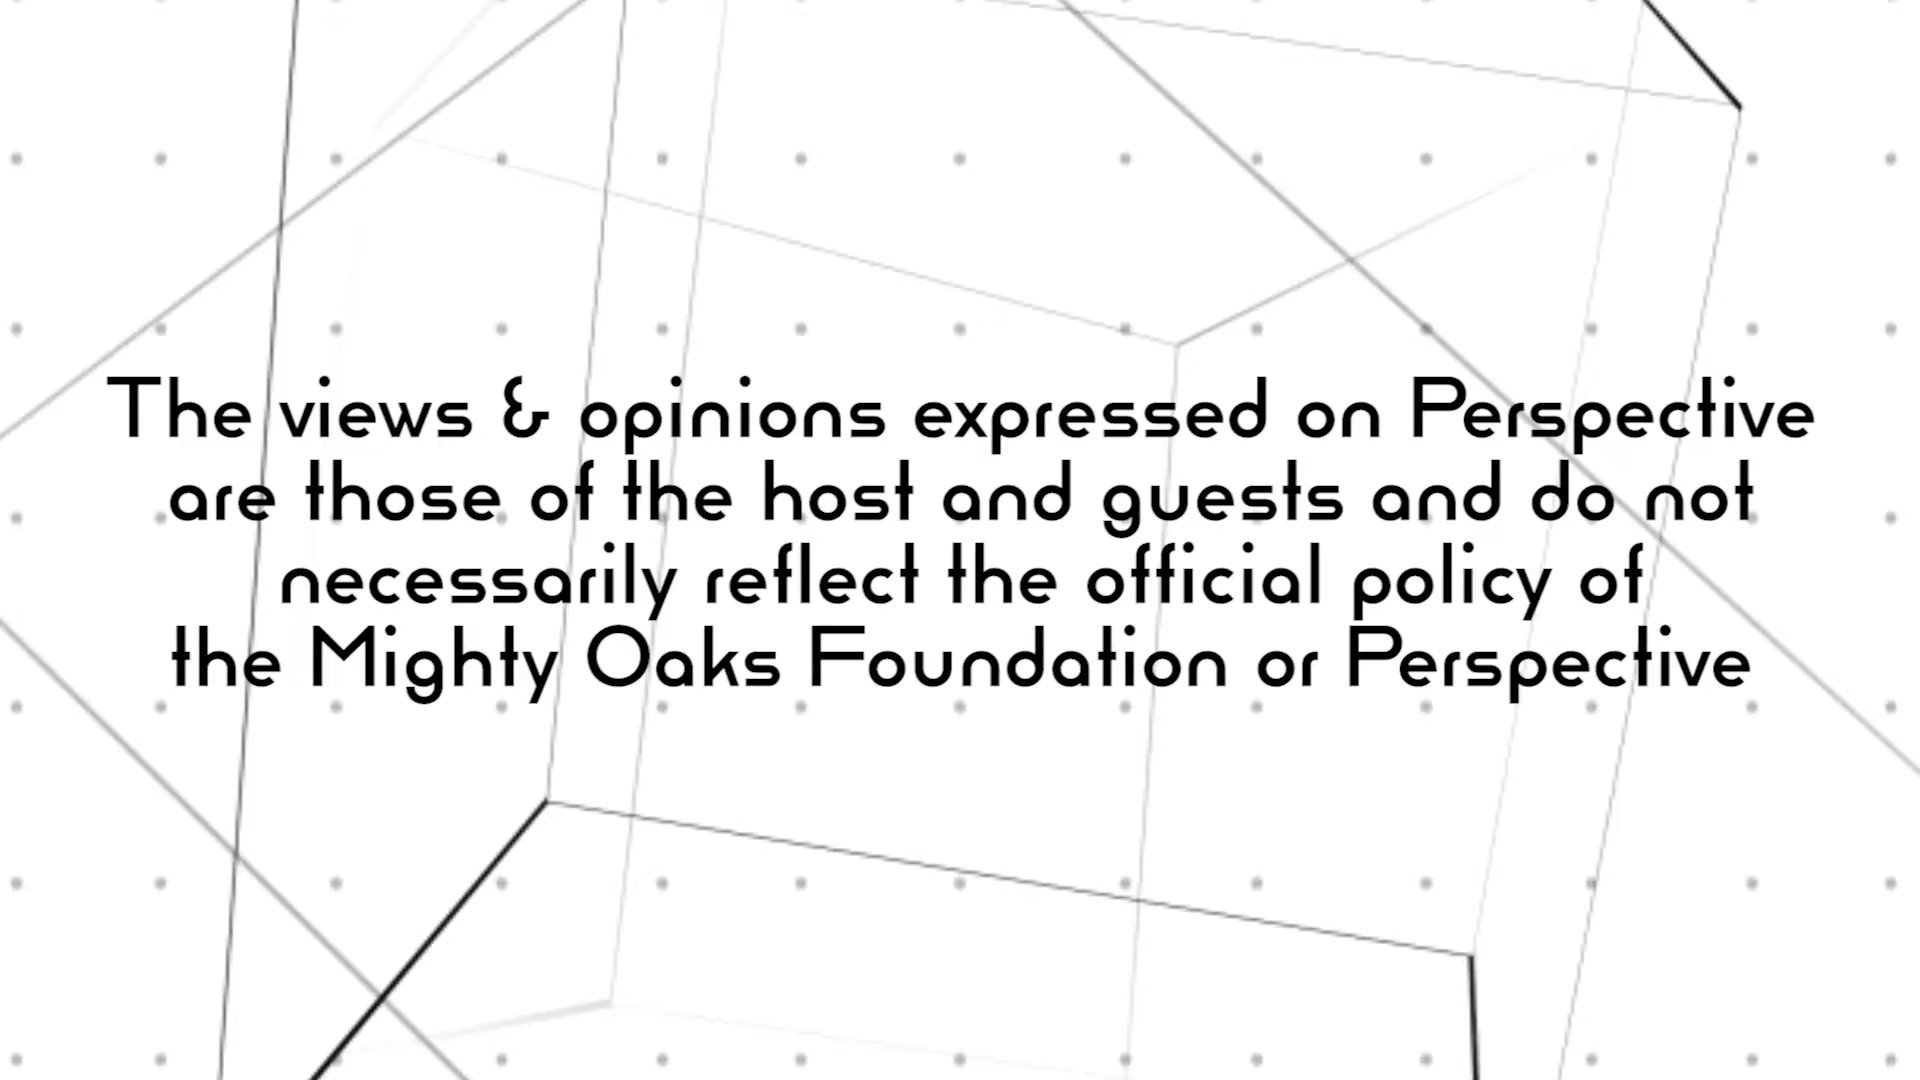 The views & opinions expressed on Perspective
are those of the host and guests and do not
necessarily reflect the official policy of
the Mighty Oaks Foundation or Perspective